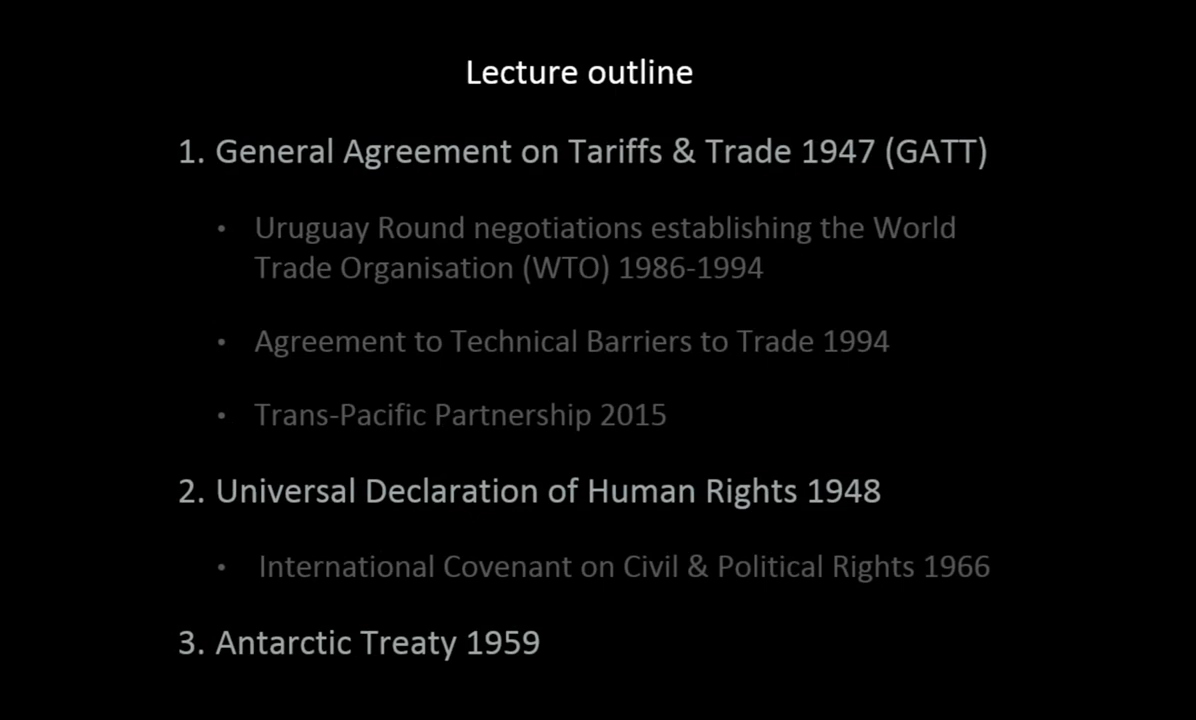 Lecture outline
1. General Agreement on Tariffs & Trade 1947 (GATT)
• Uruguay Round negotiations establishing the World
Trade Organisation (WTO) 1986-1994
• Agreement to Technical Barriers to Trade 1994
• Trans-Pacific Partnership 2015
2. Universal Declaration of Human Rights 1948
• International Covenant on Civil & Political Rights 1966
3. Antarctic Treaty 1959